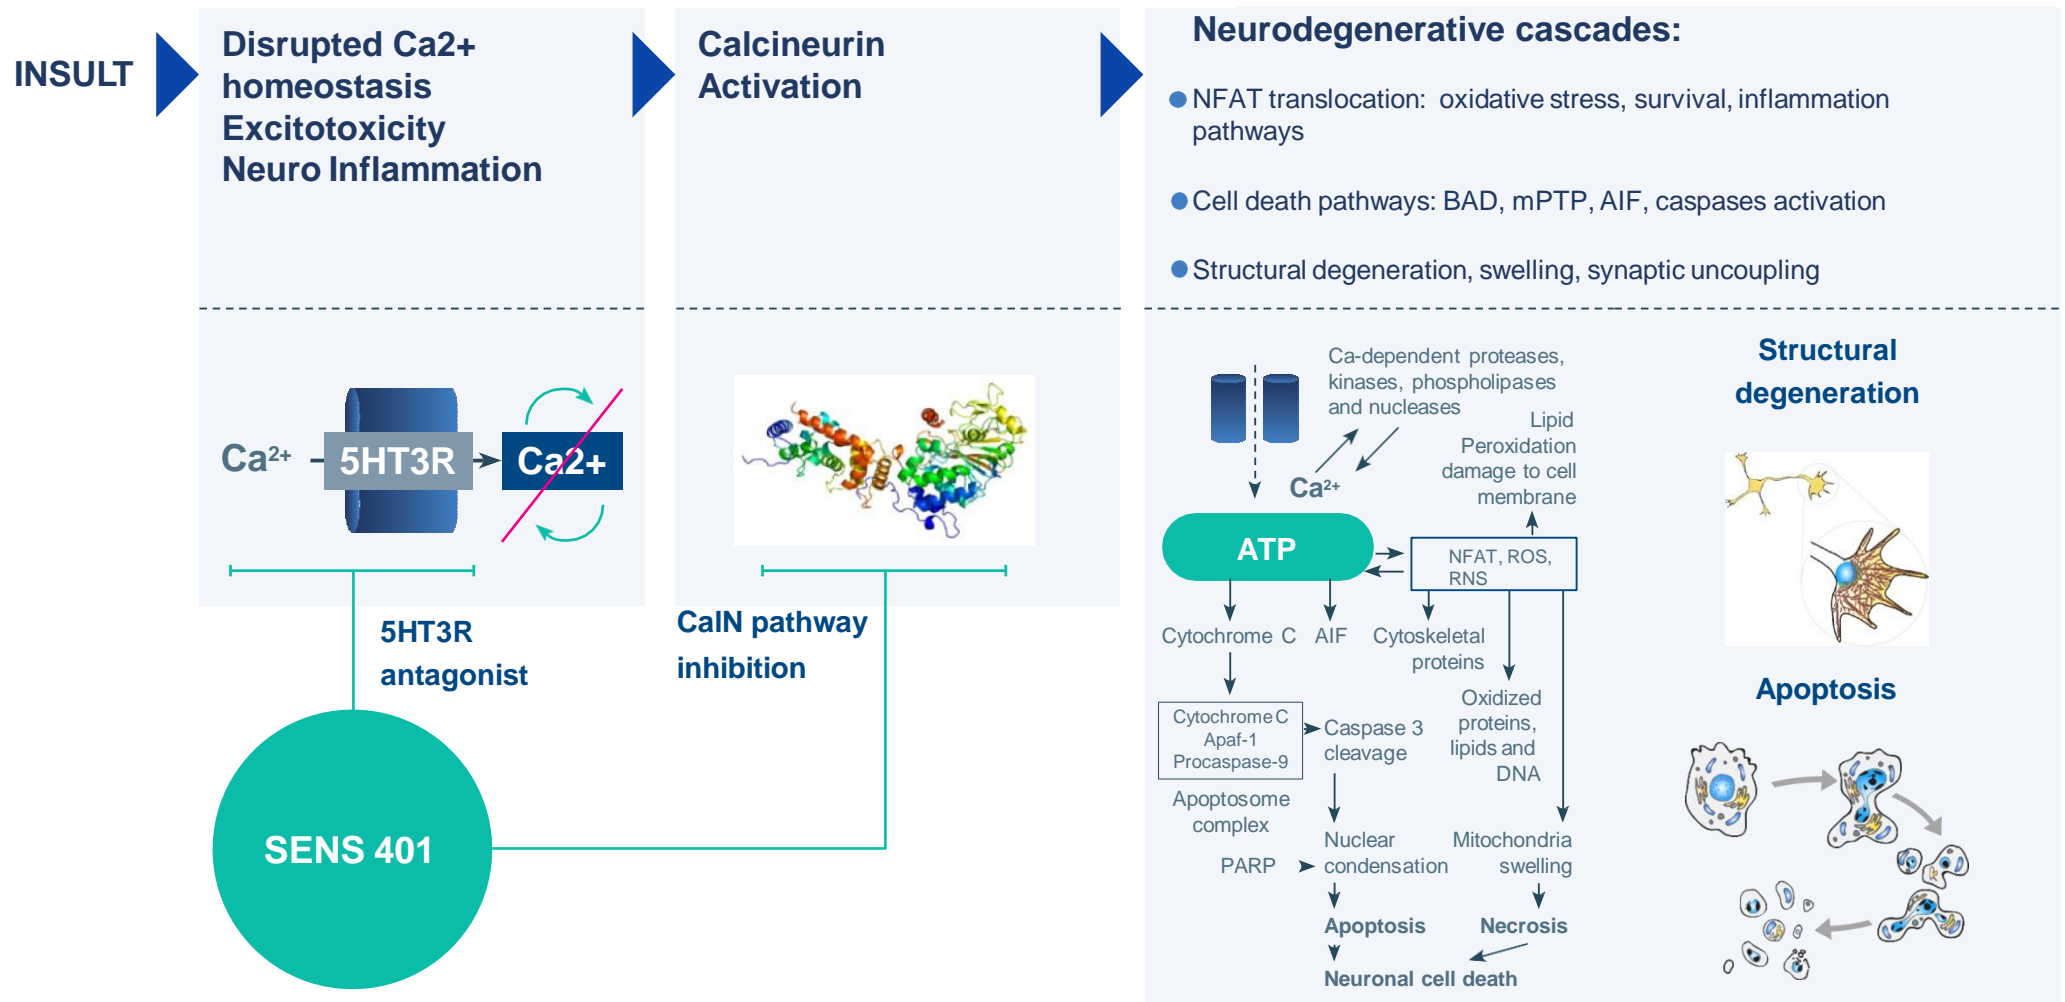 INSULT
Disrupted Ca2+
homeostasis
Excitotoxicity
Neuro Inflammation
Calcineurin
Activation
Neurodegenerative cascades:
NFAT translocation: oxidative stress, survival, inflammation
pathways
Cell death pathways: BAD, mPTP, AIF, caspases activation
Structural degeneration, swelling, synaptic uncoupling
Ca²⁺
5HT3R
Ca2+
5HT3R
antagonist
CalN pathway
inhibition
SENS 401
Ca-dependent proteases,
kinases, phospholipases
and nucleases
Lipid
Peroxidation
damage to cell
membrane
Ca²⁺
ATP
NFAT, ROS,
RNS
Cytochrome C
AIF
Cytoskeletal
proteins
Oxidized
proteins,
lipids and
DNA
Cytochrome C
Apaf-1
Procaspase-9
Caspase 3
cleavage
Apoptosome
complex
PARP
Nuclear
condensation
Mitochondria
swelling
Apoptosis
Necrosis
Neuronal cell death
Structural
degeneration
Apoptosis